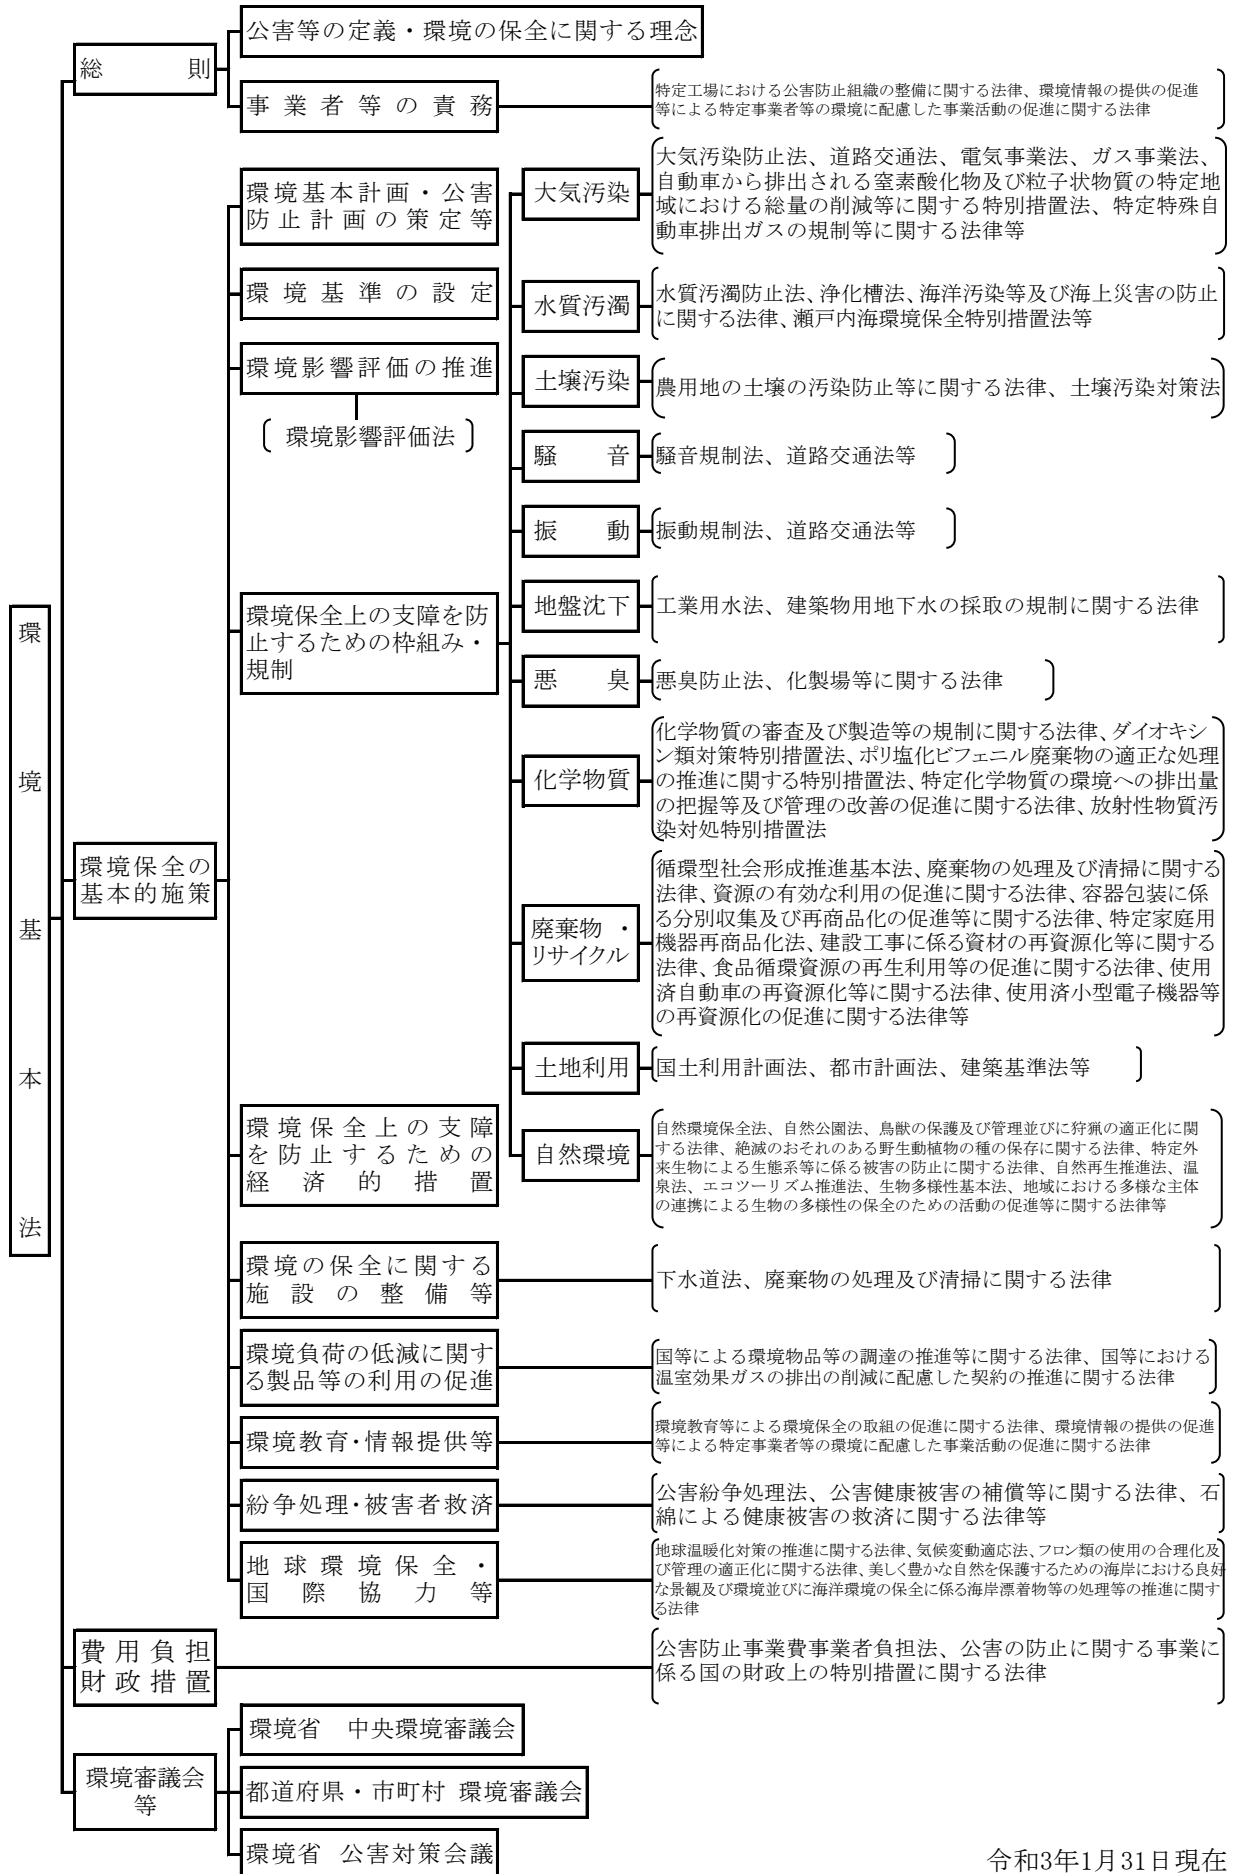 環境基本法
総則
公害等の定義・環境の保全に関する理念
事業者等の責務
特定工場における公害防止組織の整備に関する法律、環境情報の提供の促進
等による特定事業者等の環境に配慮した事業活動の促進に関する法律
環境保全の
基本的施策
環境基本計画・公害
防止計画の策定等
環境基準の設定
環境影響評価の推進
環境影響評価法
環境保全上の支障を防
止するための枠組み・
規制
大気汚染
大気汚染防止法、道路交通法、電気事業法、ガス事業法、
自動車から排出される窒素酸化物及び粒子状物質の特定地
域における総量の削減等に関する特別措置法、特定特殊自
動車排出ガスの規制等に関する法律等
水質汚濁
水質汚濁防止法、浄化槽法、海洋汚染等及び海上災害の防止
に関する法律、瀬戸内海環境保全特別措置法等
土壌汚染
農用地の土壌の汚染防止等に関する法律、土壌汚染対策法
騒音
騒音規制法、道路交通法等
振動
振動規制法、道路交通法等
地盤沈下
工業用水法、建築物用地下水の採取の規制に関する法律
悪臭
悪臭防止法、化製場等に関する法律
化学物質
化学物質の審査及び製造等の規制に関する法律、ダイオキシ
ン類対策特別措置法、ポリ塩化ビフェニル廃棄物の適正な処理
の推進に関する特別措置法、特定化学物質の環境への排出量
の把握等及び管理の改善の促進に関する法律、放射性物質汚
染対処特別措置法
廃棄物・
リサイクル
循環型社会形成推進基本法、廃棄物の処理及び清掃に関する
法律、資源の有効な利用の促進に関する法律、容器包装に係
る分別収集及び再商品化の促進等に関する法律、特定家庭用
機器再商品化法、建設工事に係る資材の再資源化等に関する
法律、食品循環資源の再生利用等の促進に関する法律、使用
済自動車の再資源化等に関する法律、使用済小型電子機器等
の再資源化の促進に関する法律等
土地利用
国土利用計画法、都市計画法、建築基準法等
自然環境
自然環境保全法、自然公園法、鳥獣の保護及び管理並びに狩猟の適正化に関
する法律、絶滅のおそれのある野生動植物の種の保存に関する法律、特定外
来生物による生態系等に係る被害の防止に関する法律、自然再生推進法、温
泉法、エコツーリズム推進法、生物多様性基本法、地域における多様な主体
の連携による生物の多様性の保全のための活動の促進等に関する法律等
環境保全上の支障
を防止するための
経済的措置
環境の保全に関する
施設の整備等
下水道法、廃棄物の処理及び清掃に関する法律
環境負荷の低減に関す
る製品等の利用の促進
国等による環境物品等の調達の推進等に関する法律、国等における
温室効果ガスの排出の削減に配慮した契約の推進に関する法律
環境教育・情報提供等
環境教育等による環境保全の取組の促進に関する法律、環境情報の提供の促進
等による特定事業者等の環境に配慮した事業活動の促進に関する法律
紛争処理・被害者救済
公害紛争処理法、公害健康被害の補償等に関する法律、石
綿による健康被害の救済に関する法律等
地球環境保全・
国際協力等
地球温暖化対策の推進に関する法律、気候変動適応法、フロン類の使用の合理化及
び管理の適正化に関する法律、美しく豊かな自然を保護するための海岸における良好
な景観及び環境並びに海洋環境の保全に係る海岸漂着物等の処理等の推進に関す
る法律
費用負担
財政措置
公害防止事業費事業者負担法、公害の防止に関する事業に
係る国の財政上の特別措置に関する法律
環境審議会
等
環境省　中央環境審議会
都道府県・市町村 環境審議会
環境省 公害対策会議
令和3年1月31日現在